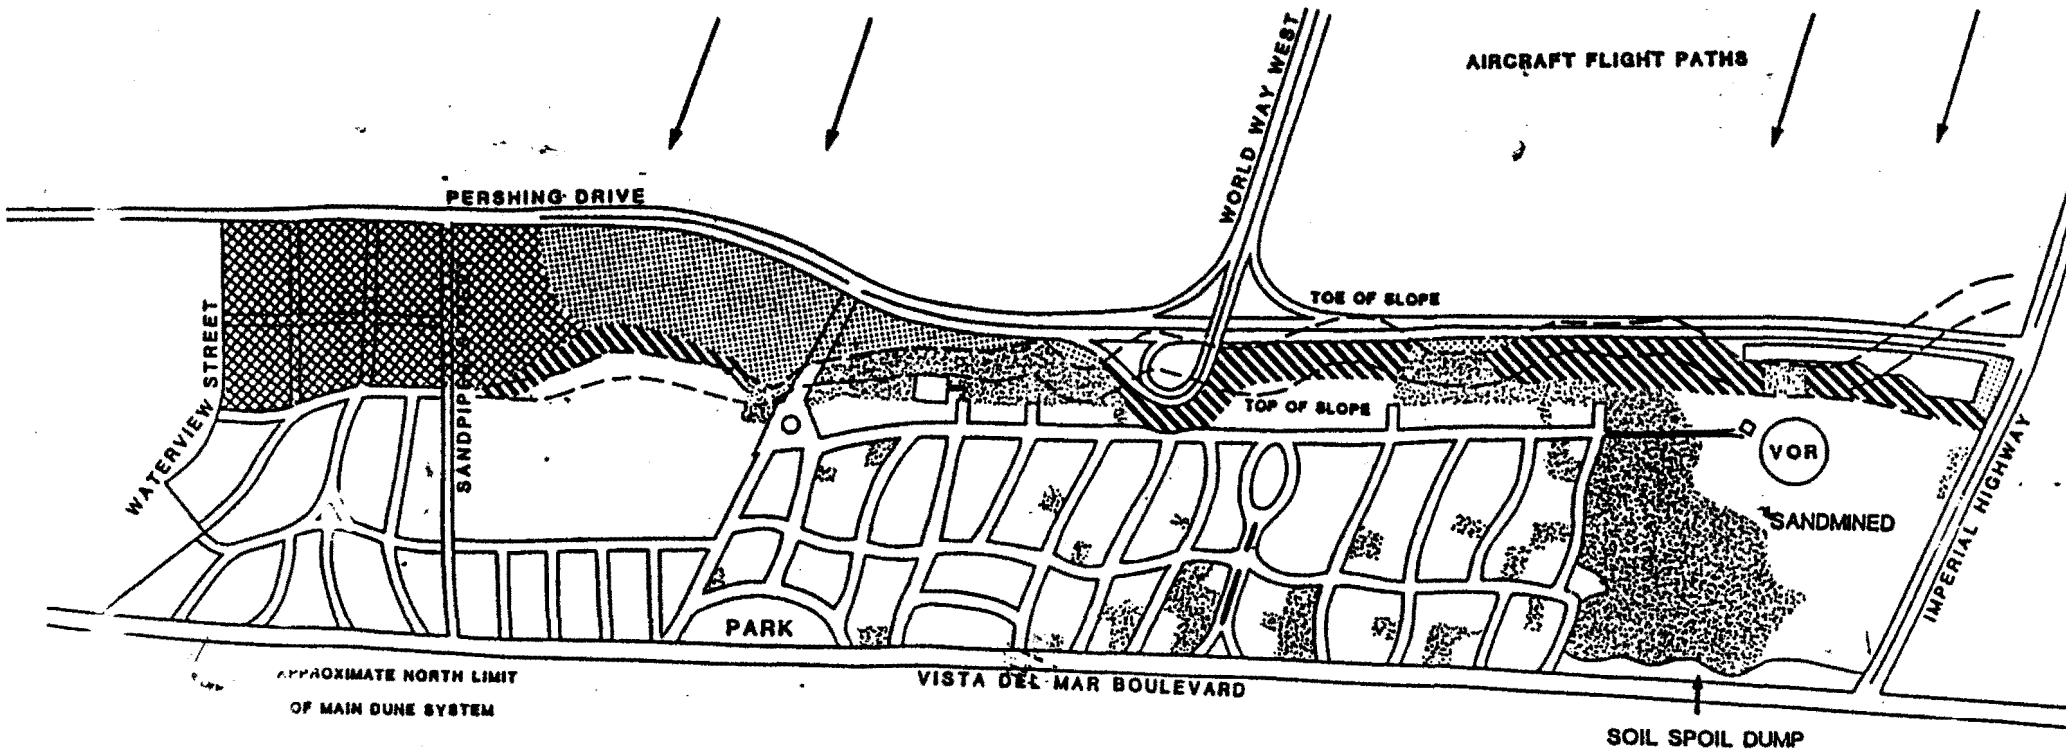 AIRCRAFT FLIGHT PATHS
WORLD WAY WEST
PERSHING DRIVE
TOE OF SLOPE
WATERVIEW STREET
TOP OF SLOPE
VOR
SANDMINED
IMPERIAL HIGHWAY
PARK
APPROXIMATE NORTH LIMIT
OF MAIN DUNE SYSTEM
VISTA DEL MAR BOULEVARD
SOIL SPOIL DUMP